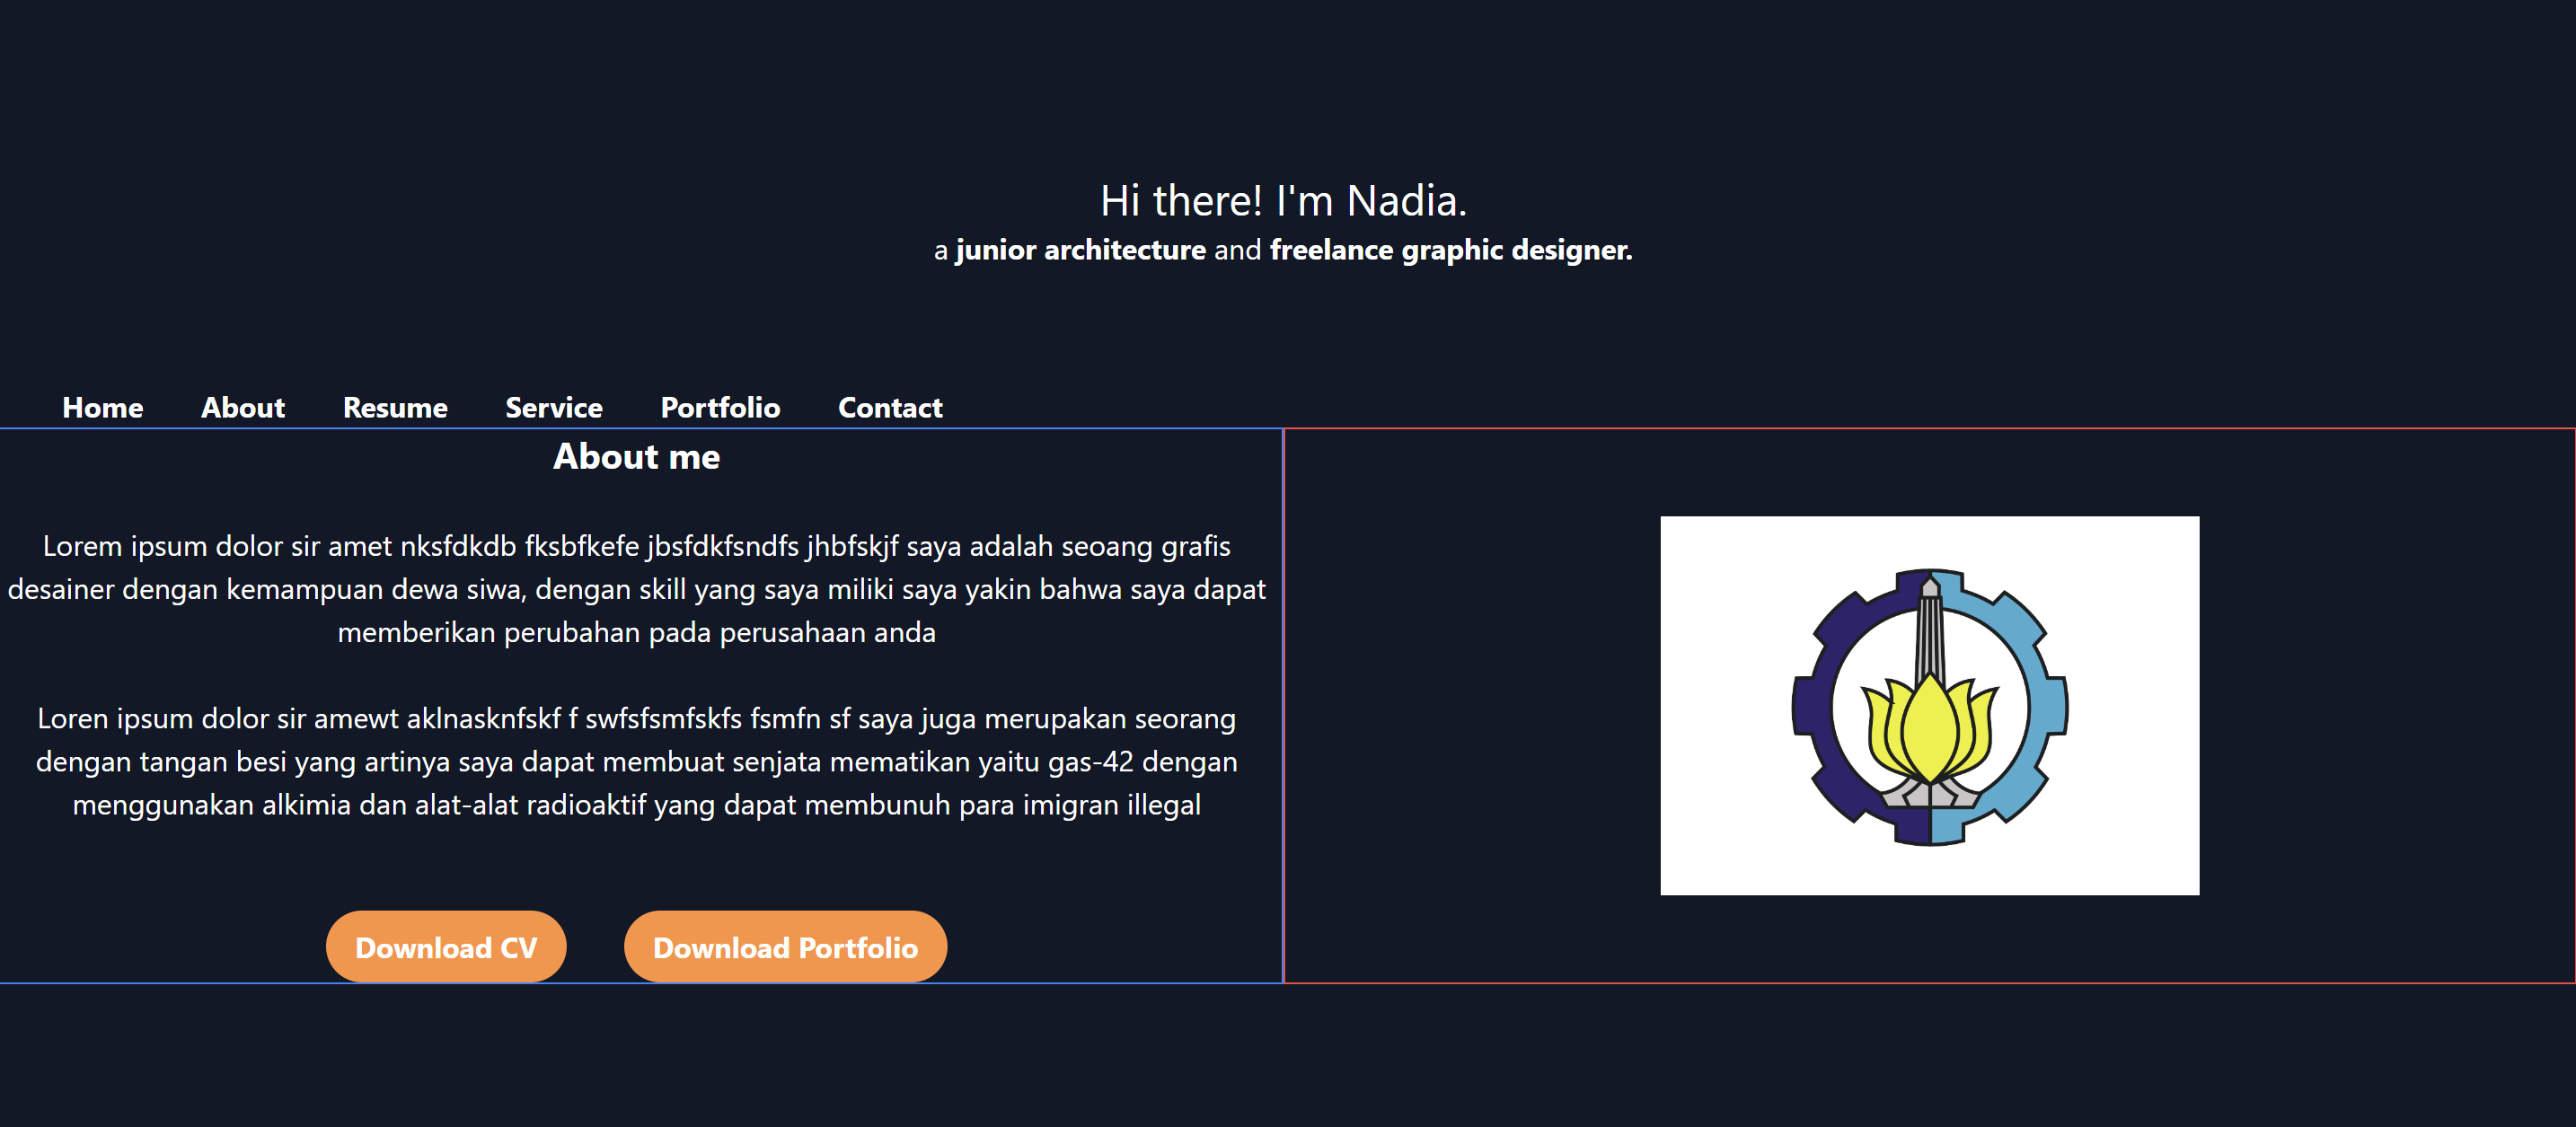 Hi there! I'm Nadia.
a junior architecture and freelance graphic designer.
Home About Resume Service Portfolio Contact
About me
Lorem ipsum dolor sir amet nksfdkdb fksbfkefe jbsfdkfsndfs jhbfskjf saya adalah seoang grafis
desainer dengan kemampuan dewa siwa, dengan skill yang saya miliki saya yakin bahwa saya dapat
memberikan perubahan pada perusahaan anda
Loren ipsum dolor sir amewt aklnasknfskf f swfsfsmfskfs fsmfn sf saya juga merupakan seorang
dengan tangan besi yang artinya saya dapat membuat senjata mematikan yaitu gas-42 dengan
menggunakan alkimia dan alat-alat radioaktif yang dapat membunuh para imigran illegal
Download CV Download Portfolio